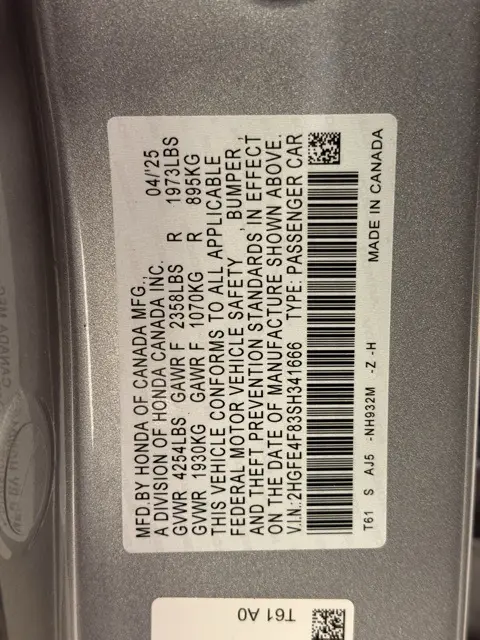 MFD.BY HONDA OF CANADA MFG.,
A DIVISION OF HONDA CANADA INC. 04/'25
GVWR 4254LBS GAWR F 2358LBS R 1973LBS
GVWR 1930KG GAWR F 1070KG R 895KG
THIS VEHICLE CONFORMS TO ALL APPLICABLE
FEDERAL MOTOR VEHICLE SAFETY , BUMPER ,
AND THEFT PREVENTION STANDARDS IN EFFECT
ON THE DATE OF MANUFACTURE SHOWN ABOVE.
V.I.N.:2HGFE4F83SH341666 TYPE: PASSENGER CAR
T61 S AJ5 -NH932M -Z -H MADE IN CANADA
T61 A0